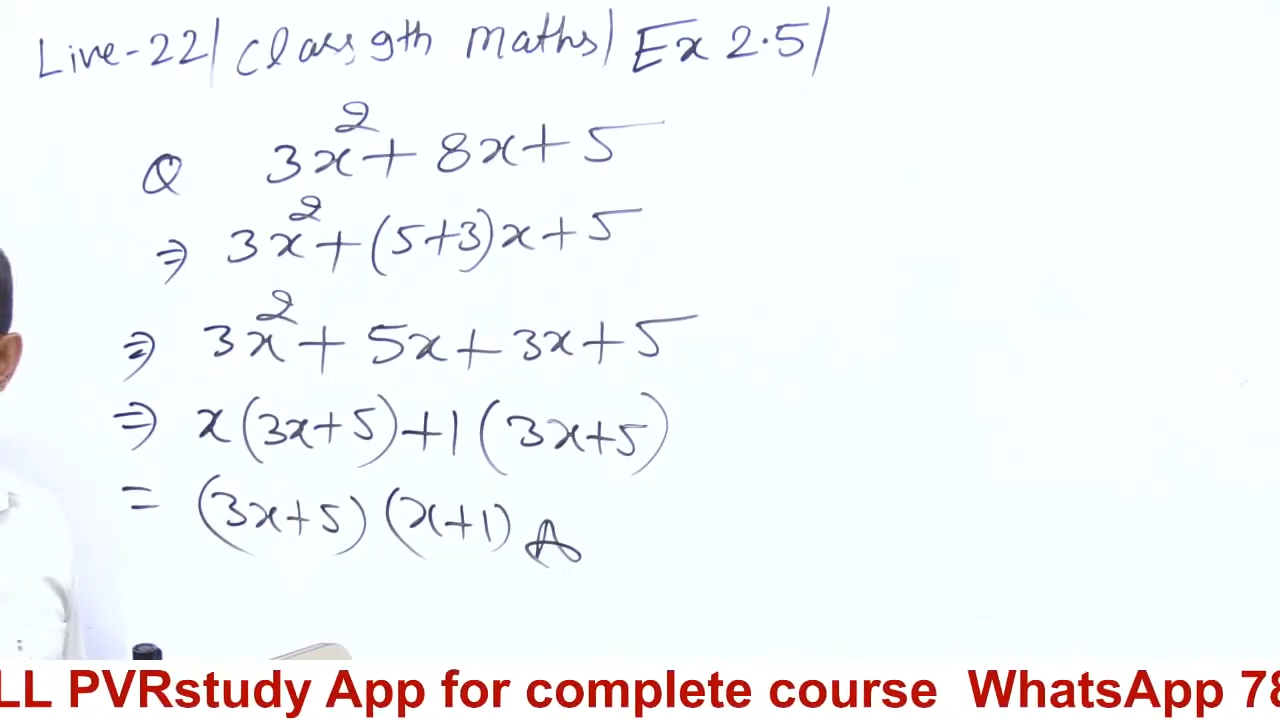 Live-22| Class 9th maths| Ex 2.5|
Q 3x²+ 8x+5
⇒ 3x²+(5+3)x+5
⇒ 3x²+ 5x+3x+5
⇒ x(3x+5)+1(3x+5)
= (3x+5)(x+1) A
LL PVRstudy App for complete course WhatsApp 78